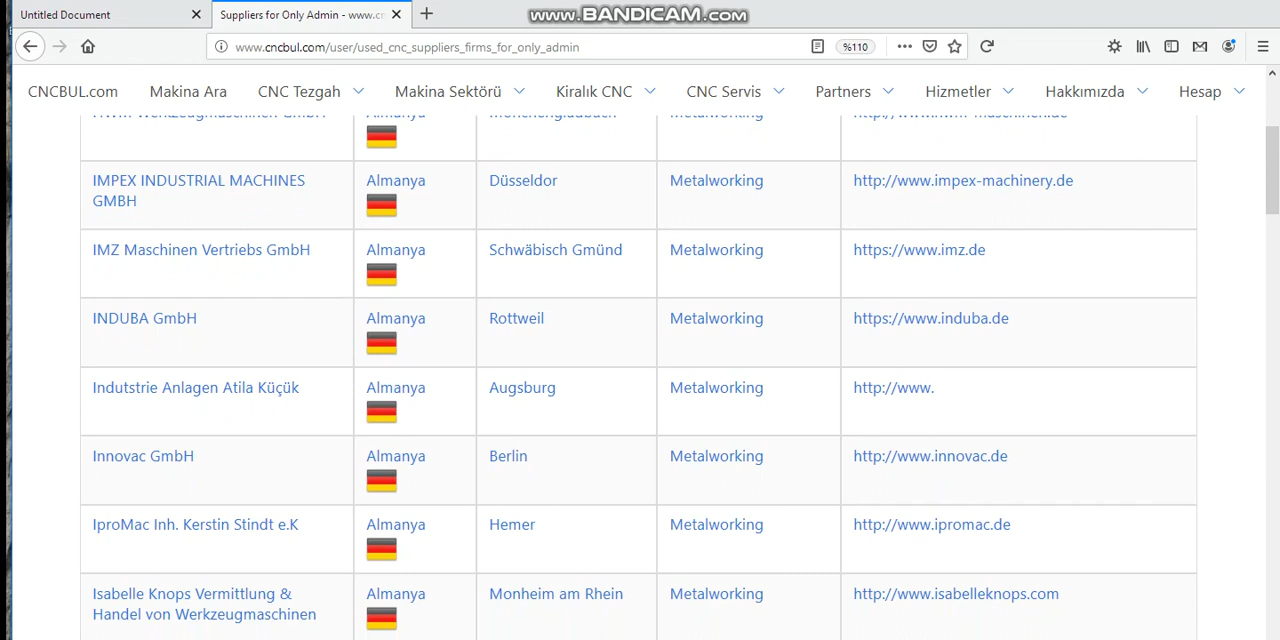 Untitled Document
Suppliers for Only Admin - www.cn
www.BANDICAM.com
www.cncbul.com/user/used_cnc_suppliers_firms_for_only_admin
%110
CNCBUL.com Makina Ara CNC Tezgah Makina Sektörü Kiralık CNC CNC Servis Partners Hizmetler Hakkımızda Hesap
Almanya
IMPEX INDUSTRIAL MACHINES GMBH Almanya Düsseldor Metalworking http://www.impex-machinery.de
IMZ Maschinen Vertriebs GmbH Almanya Schwäbisch Gmünd Metalworking https://www.imz.de
INDUBA GmbH Almanya Rottweil Metalworking https://www.induba.de
Indutstrie Anlagen Atila Küçük Almanya Augsburg Metalworking http://www.
Innovac GmbH Almanya Berlin Metalworking http://www.innovac.de
IproMac Inh. Kerstin Stindt e.K Almanya Hemer Metalworking http://www.ipromac.de
Isabelle Knops Vermittlung & Handel von Werkzeugmaschinen Almanya Monheim am Rhein Metalworking http://www.isabelleknops.com